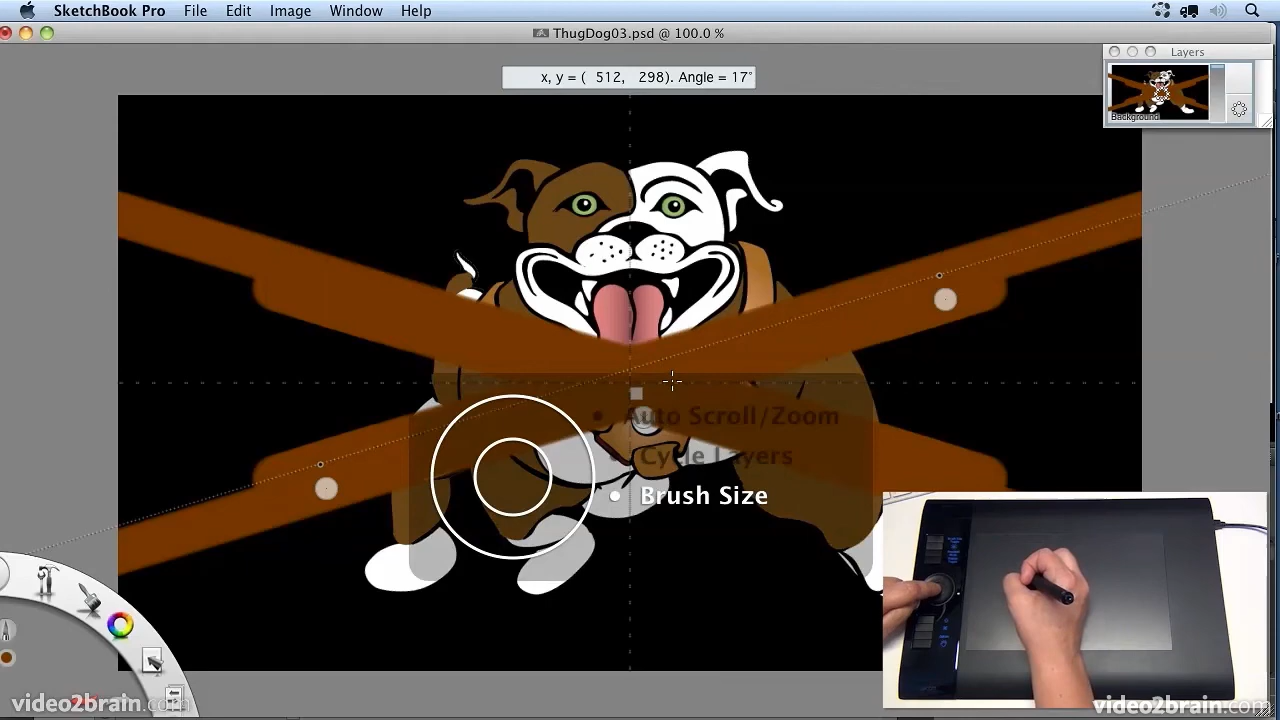 SketchBook Pro File Edit Image Window Help
ThugDog03.psd @ 100.0 %
Layers
x, y = ( 512, 298). Angle = 17°
Background
Auto Scroll/Zoom
Cycle Layers
Brush Size
video2brain.com
video2brain.com